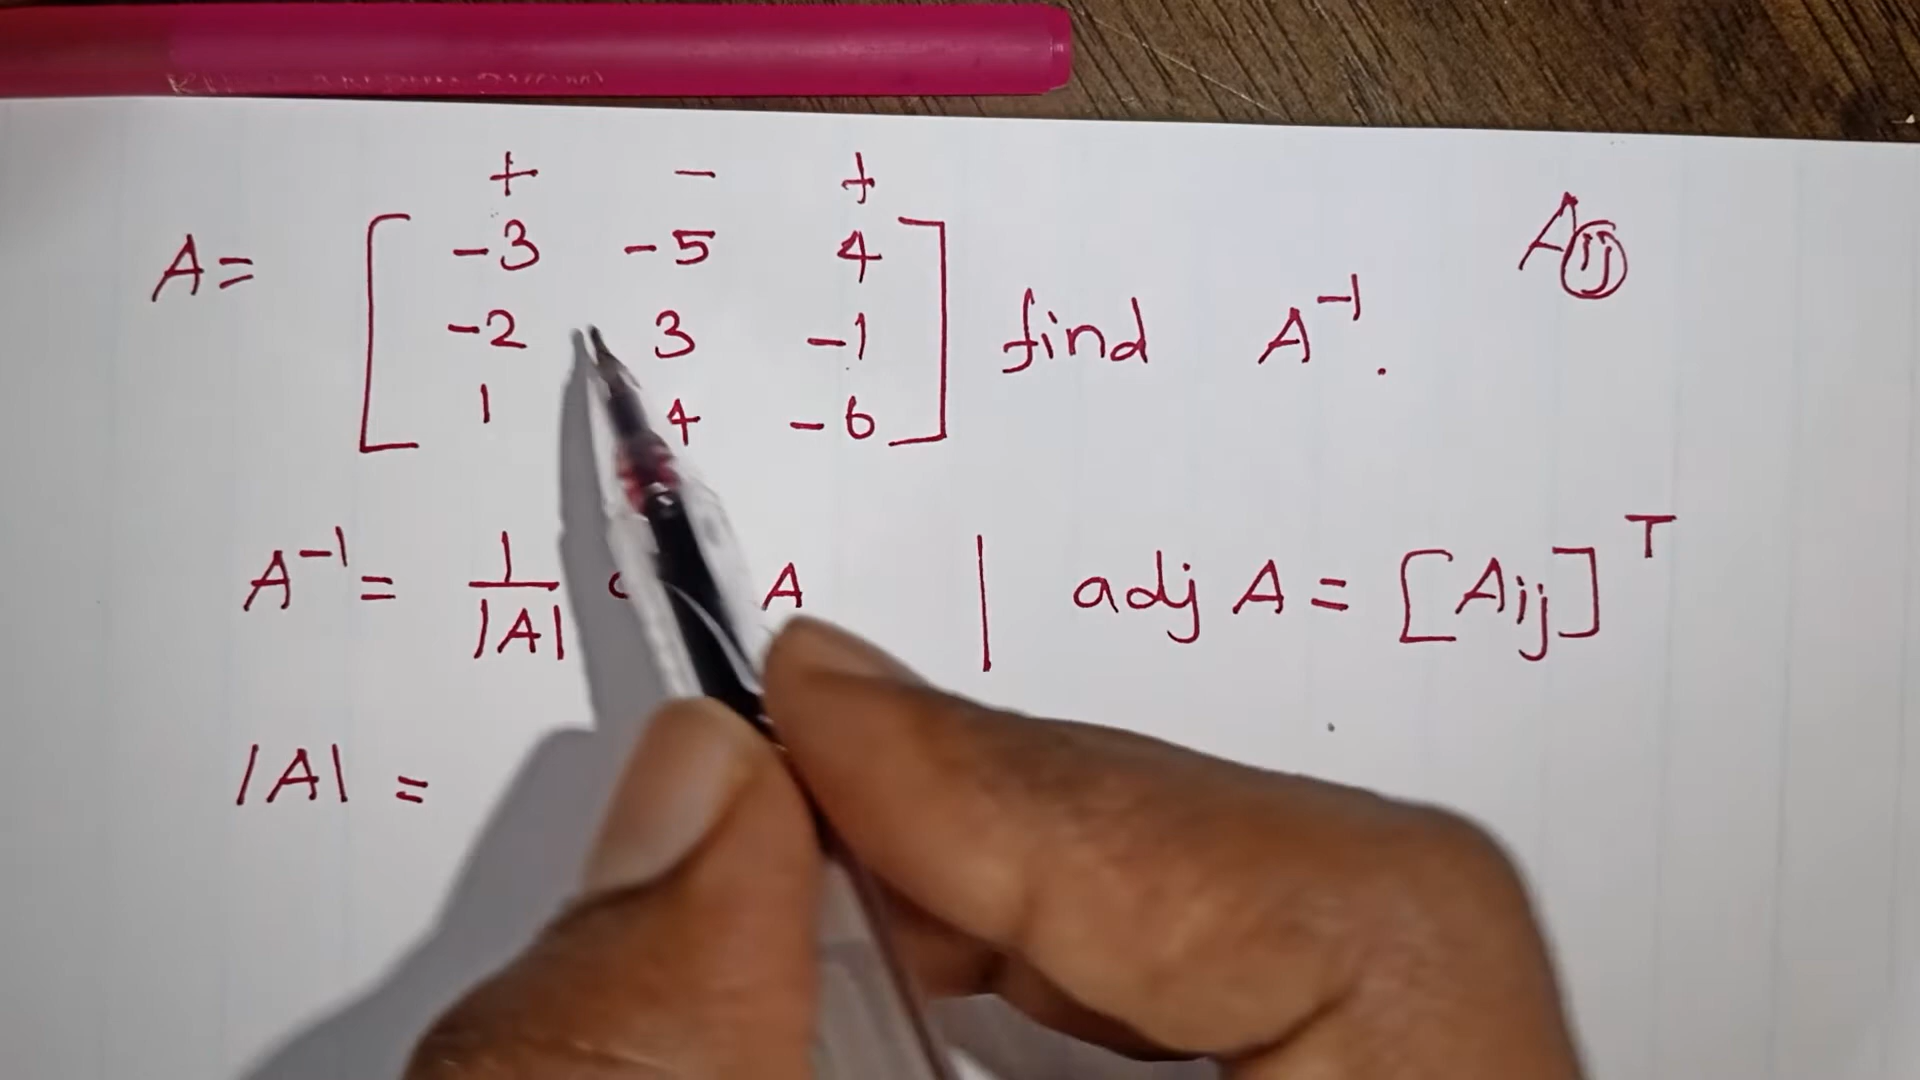 + - +
A = [ -3 -5 4
-2 3 -1
1 4 -6 ] find A⁻¹.
Aij
A⁻¹ = 1/|A| A | adj A = [Aij]ᵀ
|A| =